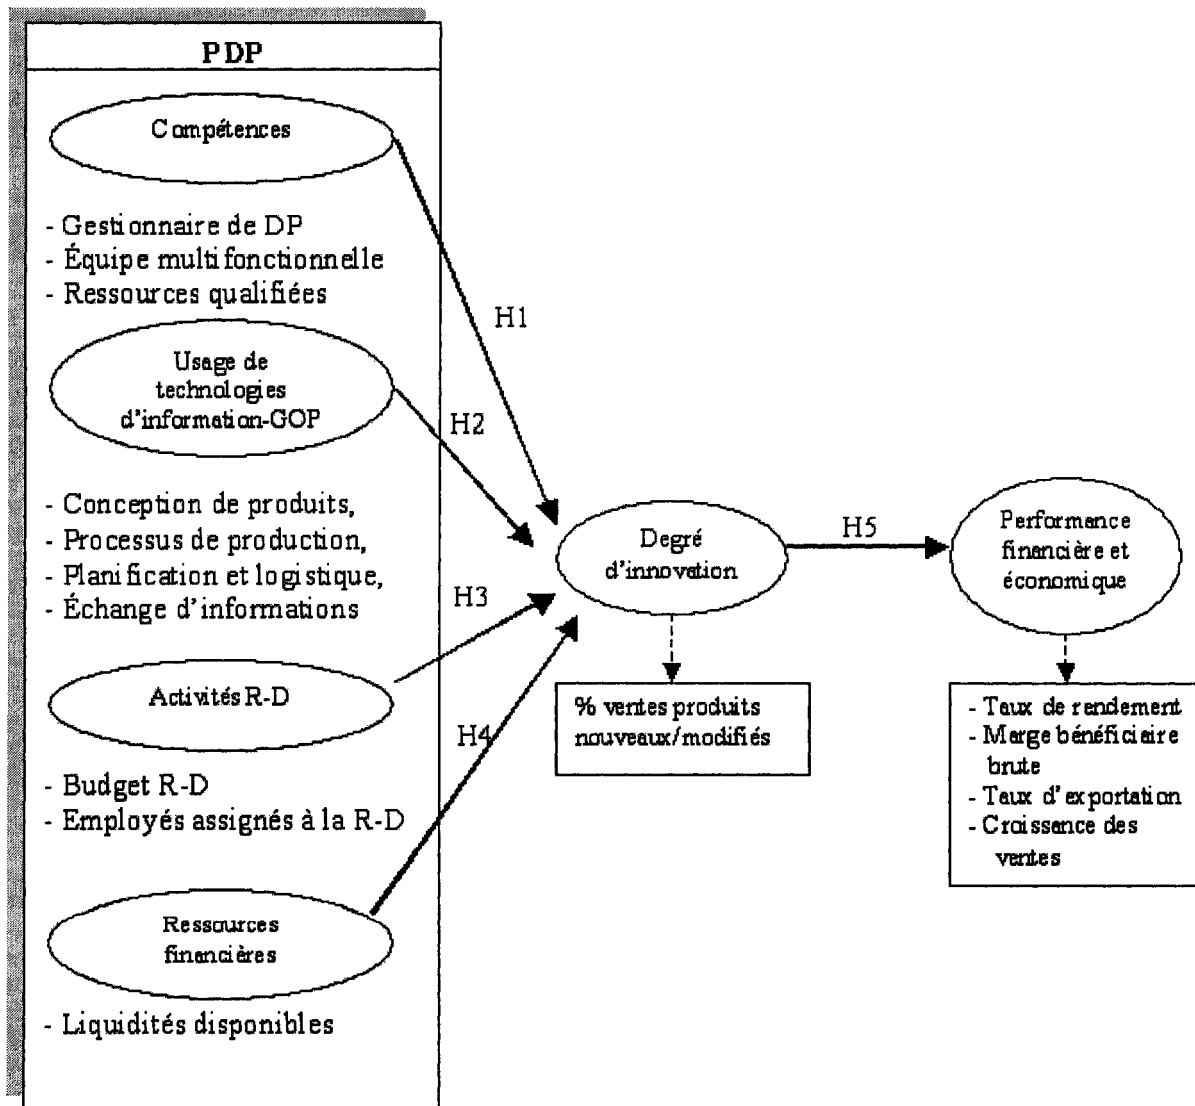 PDP
Compétences
- Gestionnaire de DP
- Équipe multifonctionnelle
- Ressources qualifiées
H1
Usage de
technologies
d'information-GOP
H2
- Conception de produits,
- Processus de production,
- Planification et logistique,
- Échange d'informations
H3
Activités R-D
H4
- Budget R-D
- Employés assignés à la R-D
Ressources
financières
- Liquidités disponibles
Degré
d'innovation
H5
% ventes produits
nouveaux/modifiés
Performance
financière et
économique
- Taux de rendement
- Marge bénéficiaire
brute
- Taux d'exportation
- Croissance des
ventes